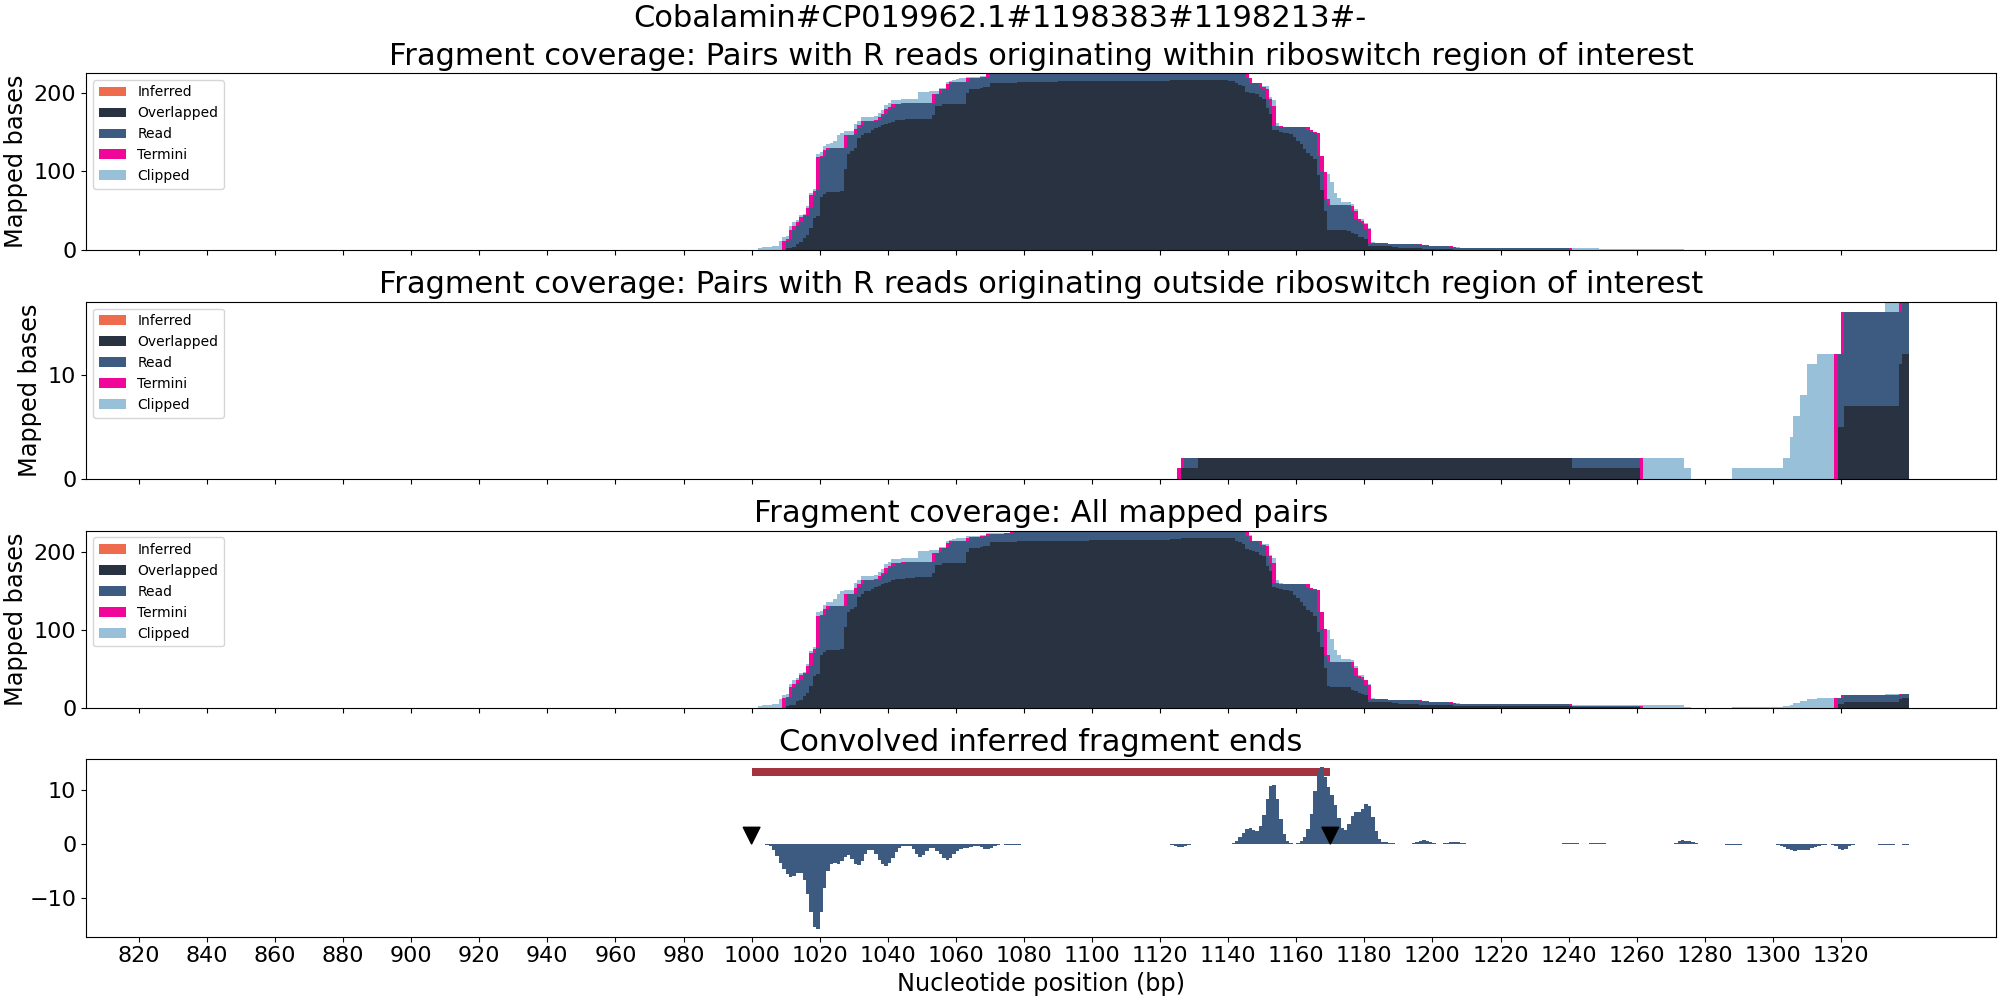 Cobalamin#CP019962.1#1198383#1198213#-
Fragment coverage: Pairs with R reads originating within riboswitch region of interest
Mapped bases
200
100
0
Inferred
Overlapped
Read
Termini
Clipped
Fragment coverage: Pairs with R reads originating outside riboswitch region of interest
Mapped bases
10
0
Inferred
Overlapped
Read
Termini
Clipped
Fragment coverage: All mapped pairs
Mapped bases
200
100
0
Inferred
Overlapped
Read
Termini
Clipped
Convolved inferred fragment ends
10
0
−10
820 840 860 880 900 920 940 960 980 1000 1020 1040 1060 1080 1100 1120 1140 1160 1180 1200 1220 1240 1260 1280 1300 1320
Nucleotide position (bp)